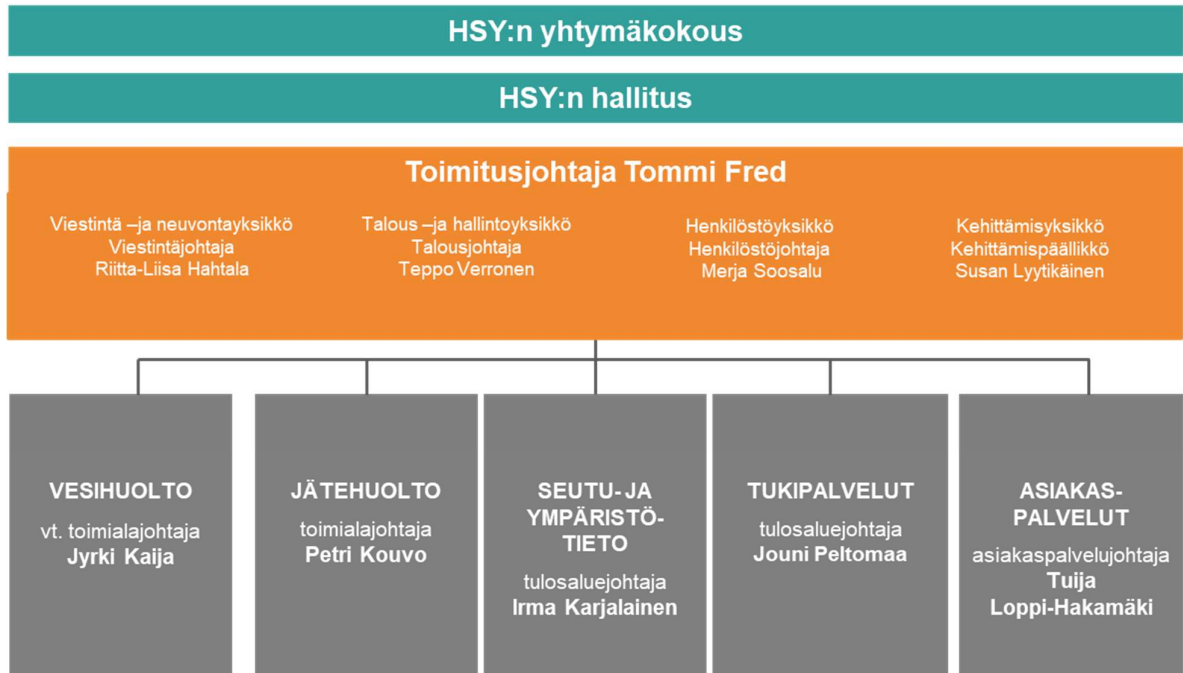 HSY:n yhtymäkokous
HSY:n hallitus
Toimitusjohtaja Tommi Fred
Viestintä –ja neuvontayksikkö
Viestintäjohtaja
Riitta-Liisa Hahtala
Talous –ja hallintoyksikkö
Talousjohtaja
Teppo Verronen
Henkilöstöyksikkö
Henkilöstöjohtaja
Merja Soosalu
Kehittämisyksikkö
Kehittämispäällikkö
Susan Lyytikäinen
VESIHUOLTO
vt. toimialajohtaja
Jyrki Kaija
JÄTEHUOLTO
toimialajohtaja
Petri Kouvo
SEUTU- JA
YMPÄRISTÖ-
TIETO
tulosaluejohtaja
Irma Karjalainen
TUKIPALVELUT
tulosaluejohtaja
Jouni Peltomaa
ASIAKAS-
PALVELUT
asiakaspalvelujohtaja
Tuija
Loppi-Hakamäki